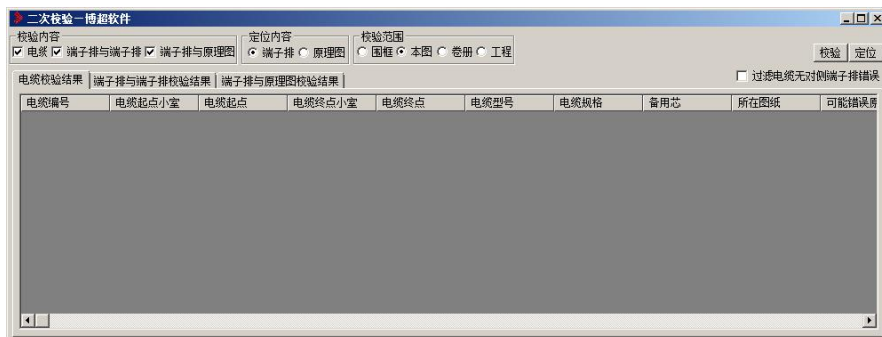 二次校验－博超软件
校验内容 定位内容 校验范围
电缆 端子排与端子排 端子排与原理图 端子排 原理图 围框 本图 卷册 工程
校验 定位
电缆校验结果 端子排与端子排校验结果 端子排与原理图校验结果 过滤电缆无对侧端子排错误
电缆编号 电缆起点小室 电缆起点 电缆终点小室 电缆终点 电缆型号 电缆规格 备用芯 所在图纸 可能错误